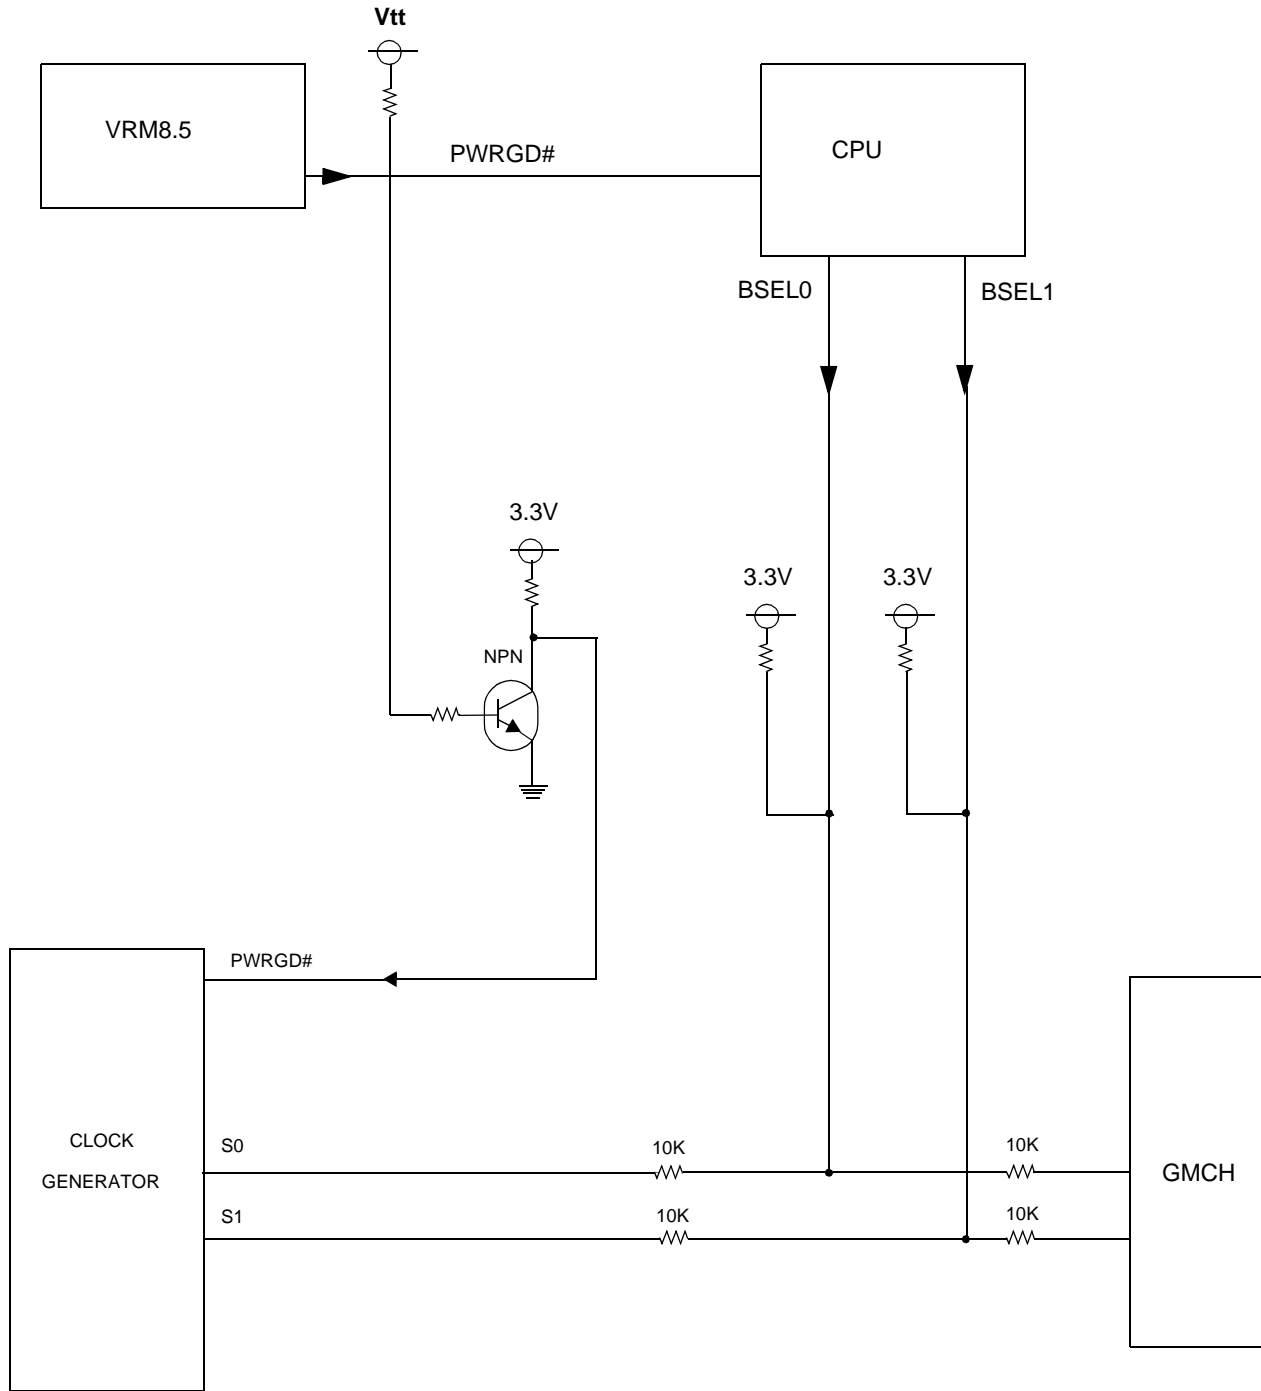 Vtt
VRM8.5
PWRGD#
CPU
BSEL0
BSEL1
3.3V
3.3V
3.3V
NPN
PWRGD#
CLOCK
GENERATOR
S0
10K
10K
GMCH
S1
10K
10K